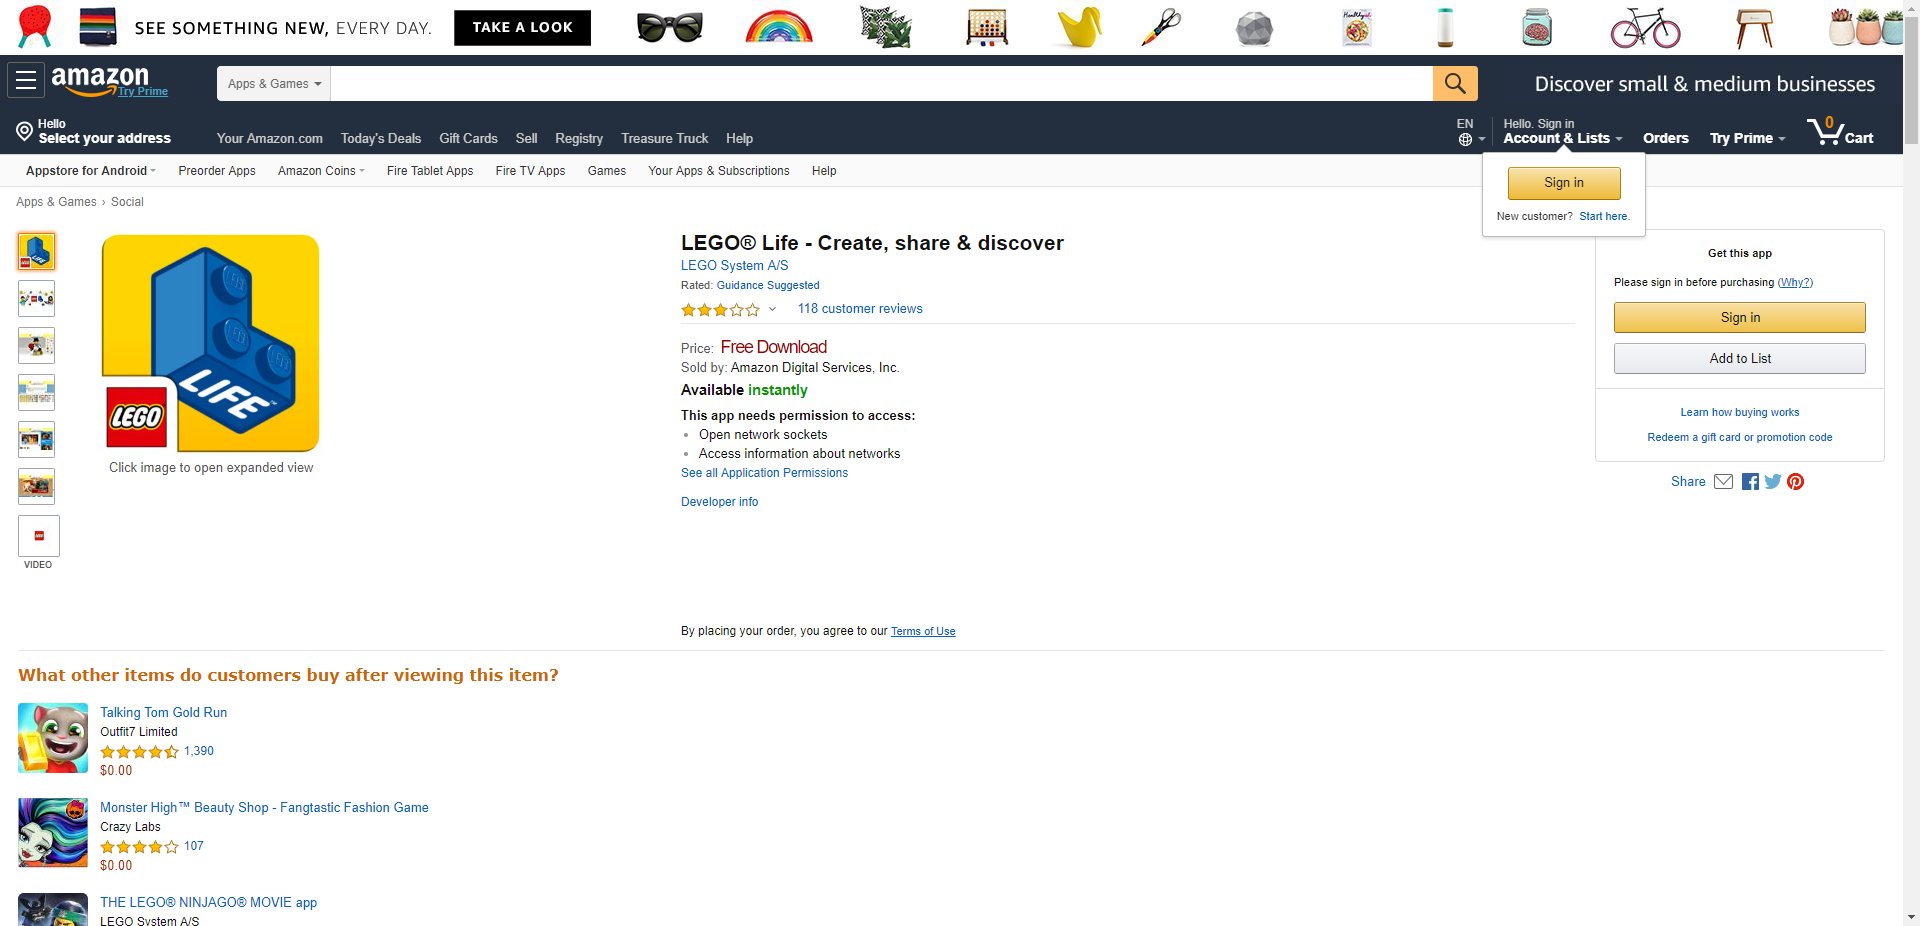 SEE SOMETHING NEW, EVERY DAY. TAKE A LOOK
amazon
Try Prime
Apps & Games
Discover small & medium businesses
Hello
Select your address
Your Amazon.com Today's Deals Gift Cards Sell Registry Treasure Truck Help
EN
Hello. Sign in
Account & Lists
Orders
Try Prime
0
Cart
Appstore for Android Preorder Apps Amazon Coins Fire Tablet Apps Fire TV Apps Games Your Apps & Subscriptions Help
Sign in
New customer? Start here.
Apps & Games › Social
LIFE™
LEGO
Click image to open expanded view
VIDEO
LEGO® Life - Create, share & discover
LEGO System A/S
Rated: Guidance Suggested
118 customer reviews
Price: Free Download
Sold by: Amazon Digital Services, Inc.
Available instantly
This app needs permission to access:
Open network sockets
Access information about networks
See all Application Permissions
Developer info
By placing your order, you agree to our Terms of Use
Get this app
Please sign in before purchasing (Why?)
Sign in
Add to List
Learn how buying works
Redeem a gift card or promotion code
Share
What other items do customers buy after viewing this item?
Talking Tom Gold Run
Outfit7 Limited
1,390
$0.00
Monster High™ Beauty Shop - Fangtastic Fashion Game
Crazy Labs
107
$0.00
THE LEGO® NINJAGO® MOVIE app
LEGO System A/S